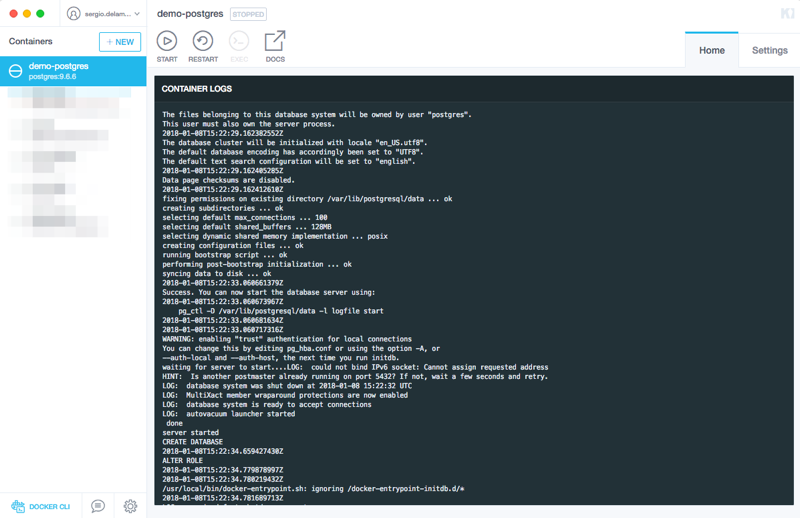 sergio.delam...
demo-postgres STOPPED
Containers
+ NEW
demo-postgres
postgres:9.6.6
START RESTART EXEC DOCS
Home Settings
CONTAINER LOGS
The files belonging to this database system will be owned by user "postgres".
This user must also own the server process.
2018-01-08T15:22:29.162382552Z
The database cluster will be initialized with locale "en_US.utf8".
The default database encoding has accordingly been set to "UTF8".
The default text search configuration will be set to "english".
2018-01-08T15:22:29.162405285Z
Data page checksums are disabled.
2018-01-08T15:22:29.162412610Z
fixing permissions on existing directory /var/lib/postgresql/data ... ok
creating subdirectories ... ok
selecting default max_connections ... 100
selecting default shared_buffers ... 128MB
selecting dynamic shared memory implementation ... posix
creating configuration files ... ok
running bootstrap script ... ok
performing post-bootstrap initialization ... ok
syncing data to disk ... ok
2018-01-08T15:22:33.060661379Z
Success. You can now start the database server using:
2018-01-08T15:22:33.060673967Z
pg_ctl -D /var/lib/postgresql/data -l logfile start
2018-01-08T15:22:33.060681634Z
2018-01-08T15:22:33.060717316Z
WARNING: enabling "trust" authentication for local connections
You can change this by editing pg_hba.conf or using the option -A, or
--auth-local and --auth-host, the next time you run initdb.
waiting for server to start....LOG:  could not bind IPv6 socket: Cannot assign requested address
HINT:  Is another postmaster already running on port 5432? If not, wait a few seconds and retry.
LOG:  database system was shut down at 2018-01-08 15:22:32 UTC
LOG:  MultiXact member wraparound protections are now enabled
LOG:  database system is ready to accept connections
LOG:  autovacuum launcher started
done
server started
CREATE DATABASE
2018-01-08T15:22:34.659427430Z
ALTER ROLE
2018-01-08T15:22:34.779878997Z
2018-01-08T15:22:34.780219432Z
/usr/local/bin/docker-entrypoint.sh: ignoring /docker-entrypoint-initdb.d/*
2018-01-08T15:22:34.781689713Z
DOCKER CLI